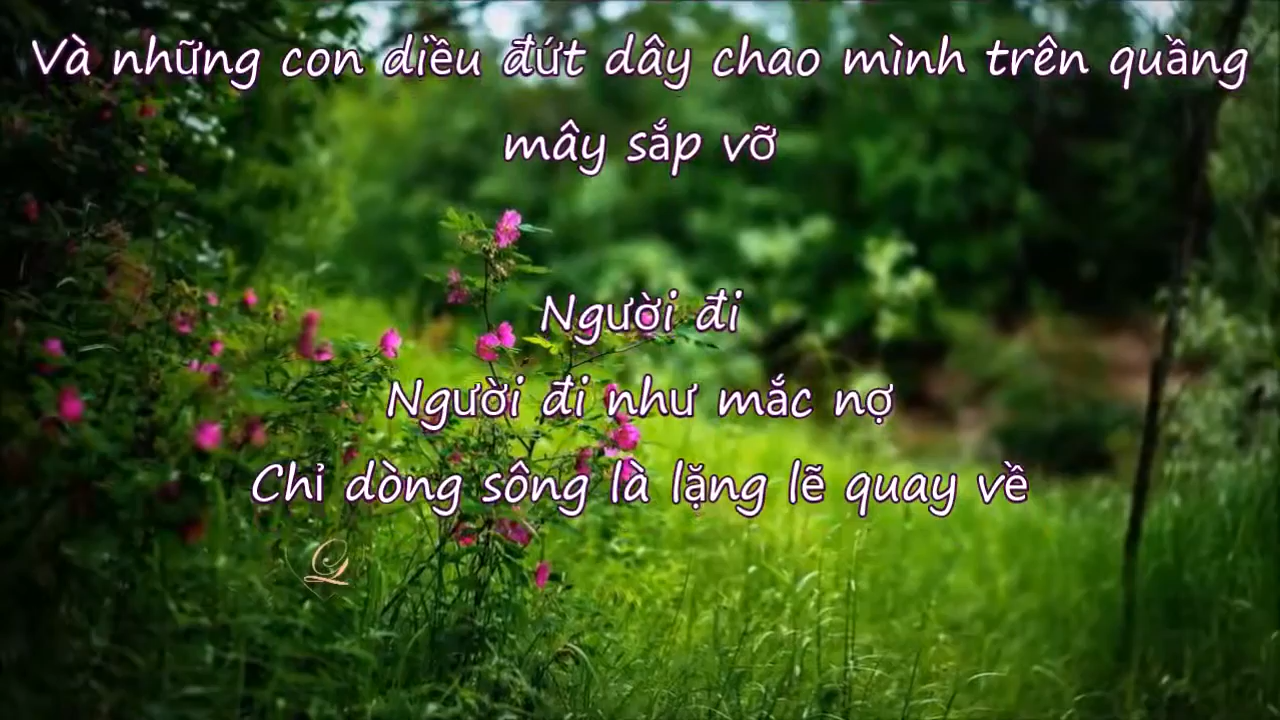 Và những con diều đứt dây chao mình trên quầng
mây sắp vỡ
Người đi
Người đi như mắc nợ
Chỉ dòng sông là lặng lẽ quay về